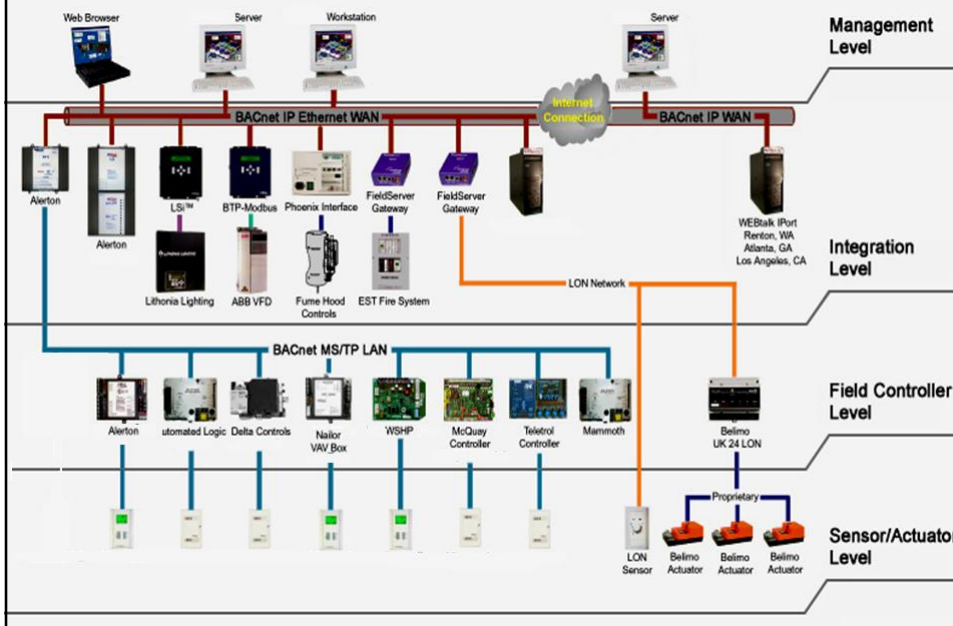 Web Browser
Server
Workstation
Server
Management
Level
BACnet IP Ethernet WAN
Internet
Connection
BACnet IP WAN
Alerton
Alerton
LSi™
BTP-Modbus
Phoenix Interface
FieldServer
Gateway
FieldServer
Gateway
WEBtalk IPort
Renton, WA
Atlanta, GA
Los Angeles, CA
Integration
Level
Lithonia Lighting
ABB VFD
Fume Hood
Controls
EST Fire System
LON Network
BACnet MS/TP LAN
Alerton
utomated Logic
Delta Controls
Nailor
VAV Box
WSHP
McQuay
Controller
Teletrol
Controller
Mammoth
Belimo
UK 24 LON
Field Controller
Level
Proprietary
LON
Sensor
Belimo
Actuator
Belimo
Actuator
Belimo
Actuator
Sensor/Actuator
Level